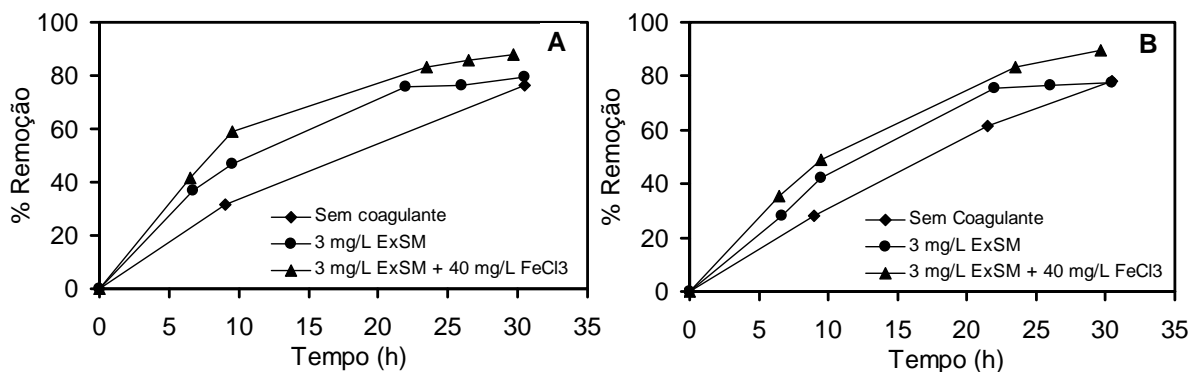 A
% Remoção
100
80
60
40
20
0
Sem coagulante
3 mg/L ExSM
3 mg/L ExSM + 40 mg/L FeCl3
0 5 10 15 20 25 30 35
Tempo (h)
B
% Remoção
100
80
60
40
20
0
Sem Coagulante
3 mg/L ExSM
3 mg/L ExSM + 40 mg/L FeCl3
0 5 10 15 20 25 30 35
Tempo (h)